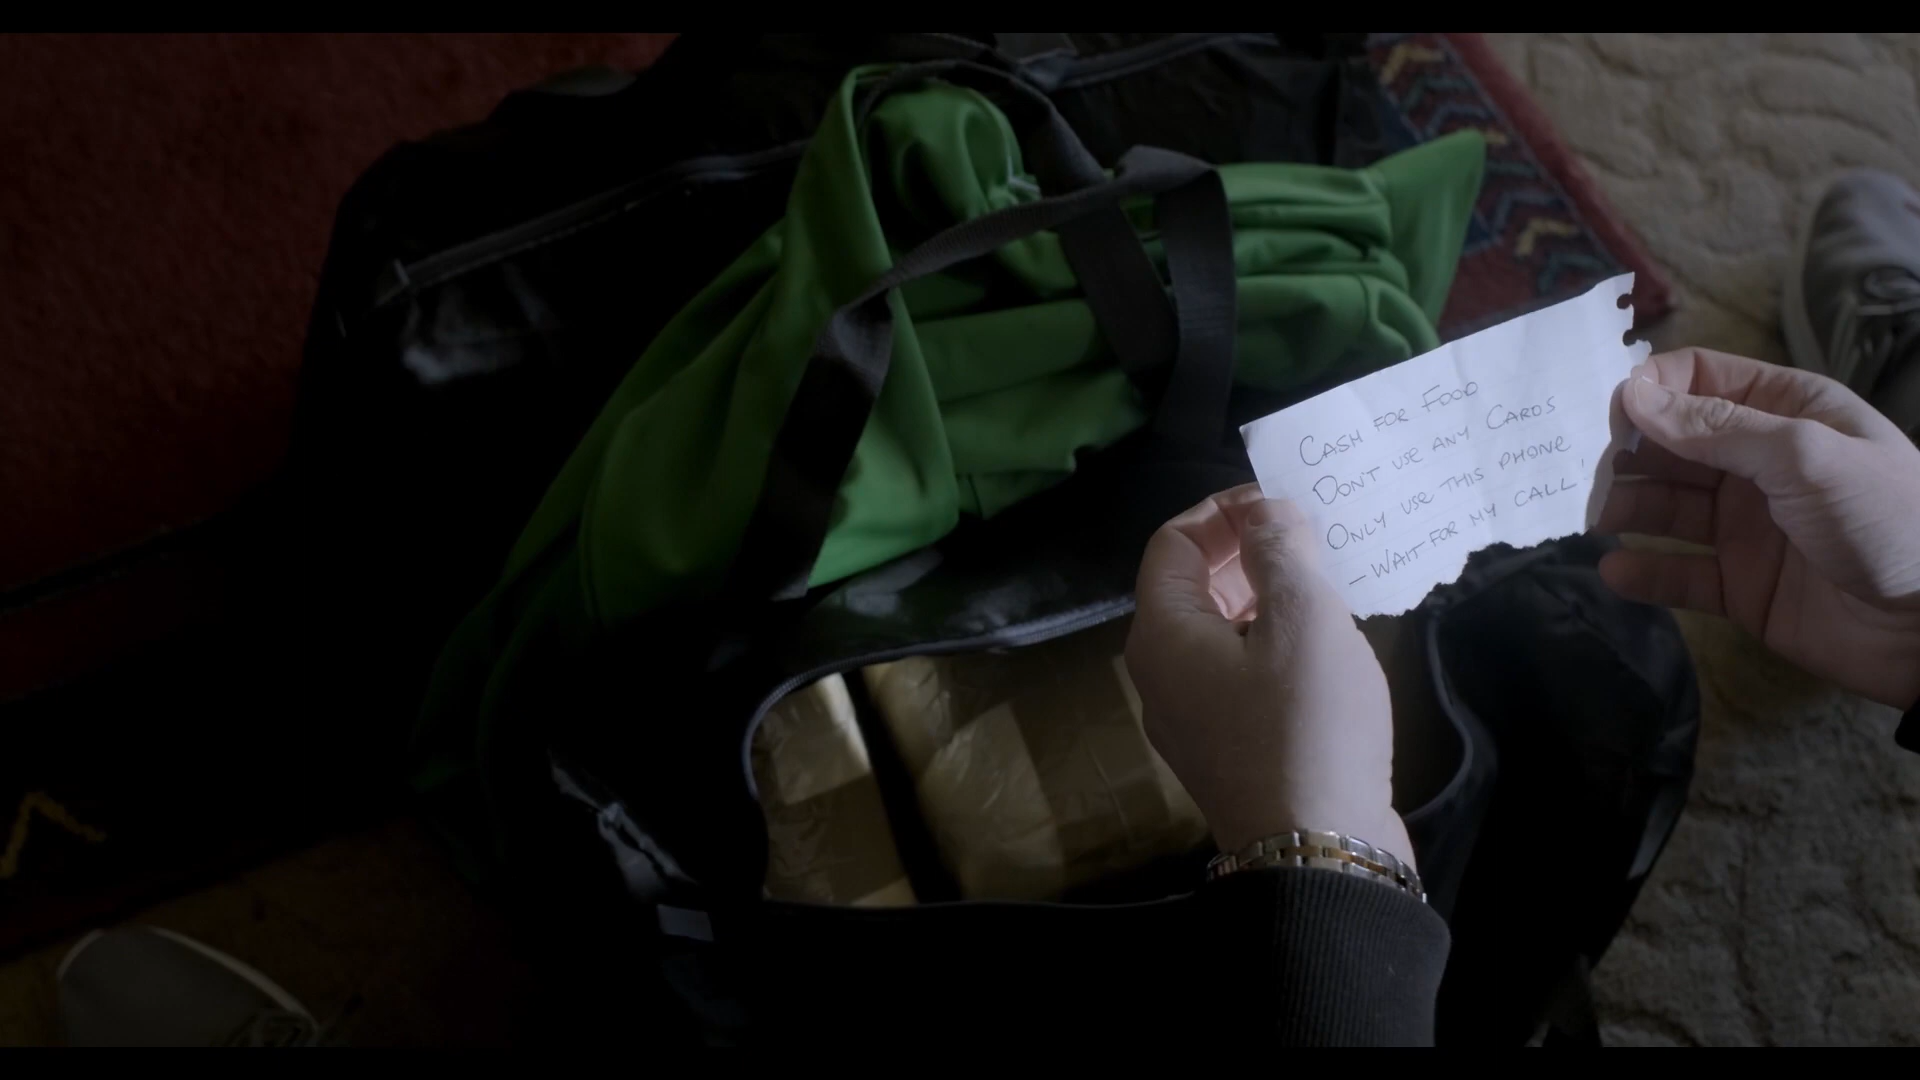 CASH FOR FOOD
DON'T USE ANY CARDS
ONLY USE THIS PHONE
- WAIT FOR MY CALL!